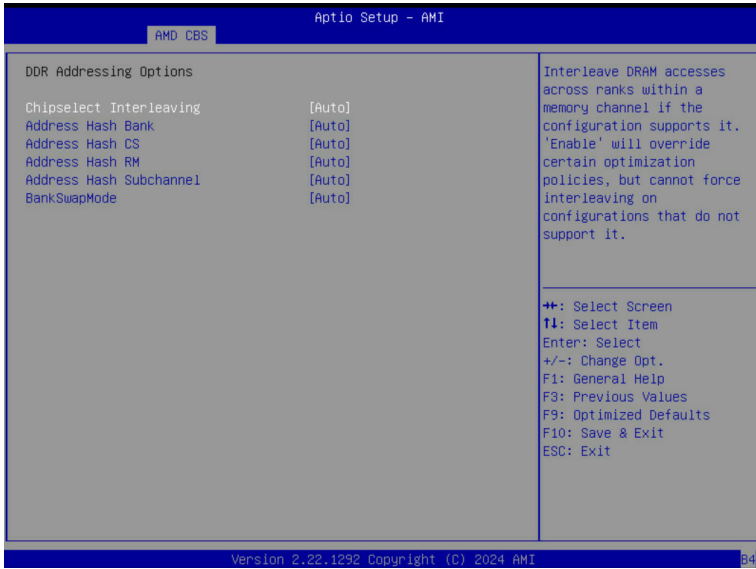 Aptio Setup – AMI
AMD CBS
DDR Addressing Options
Chipselect Interleaving [Auto]
Address Hash Bank [Auto]
Address Hash CS [Auto]
Address Hash RM [Auto]
Address Hash Subchannel [Auto]
BankSwapMode [Auto]
Interleave DRAM accesses
across ranks within a
memory channel if the
configuration supports it.
'Enable' will override
certain optimization
policies, but cannot force
interleaving on
configurations that do not
support it.
→←: Select Screen
↑↓: Select Item
Enter: Select
+/-: Change Opt.
F1: General Help
F3: Previous Values
F9: Optimized Defaults
F10: Save & Exit
ESC: Exit
Version 2.22.1292 Copyright (C) 2024 AMI
B4